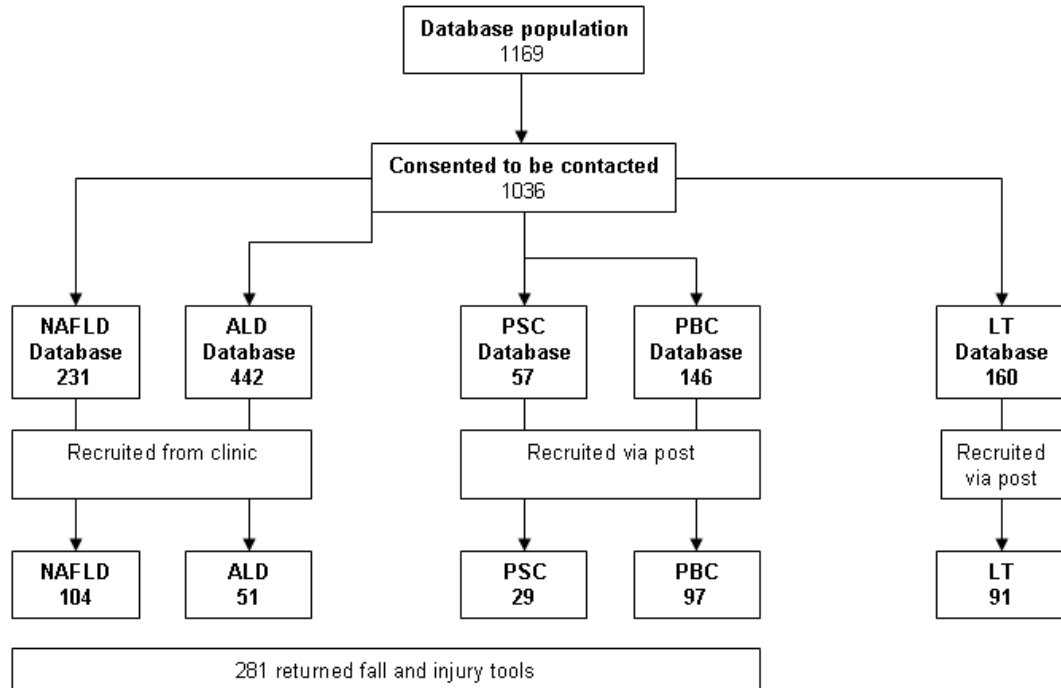 Database population
1169
Consented to be contacted
1036
NAFLD
Database
231
ALD
Database
442
PSC
Database
57
PBC
Database
146
LT
Database
160
Recruited from clinic
Recruited via post
Recruited
via post
NAFLD
104
ALD
51
PSC
29
PBC
97
LT
91
281 returned fall and injury tools